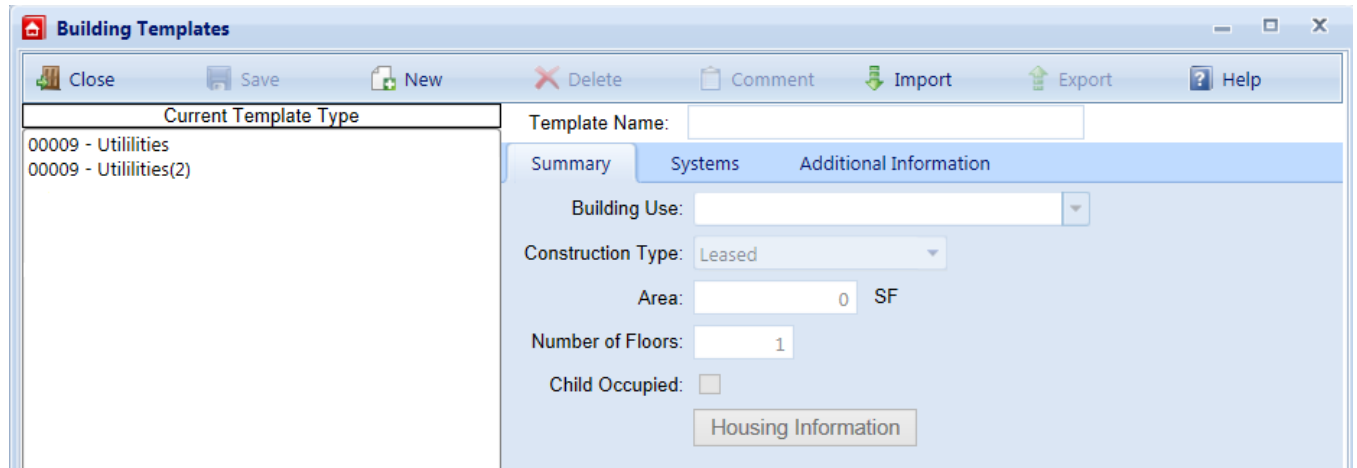 Building Templates
Close Save New Delete Comment Import Export Help
Current Template Type
00009 - Utililities
00009 - Utililities(2)
Template Name:
Summary Systems Additional Information
Building Use:
Construction Type: Leased
Area: 0 SF
Number of Floors: 1
Child Occupied:
Housing Information